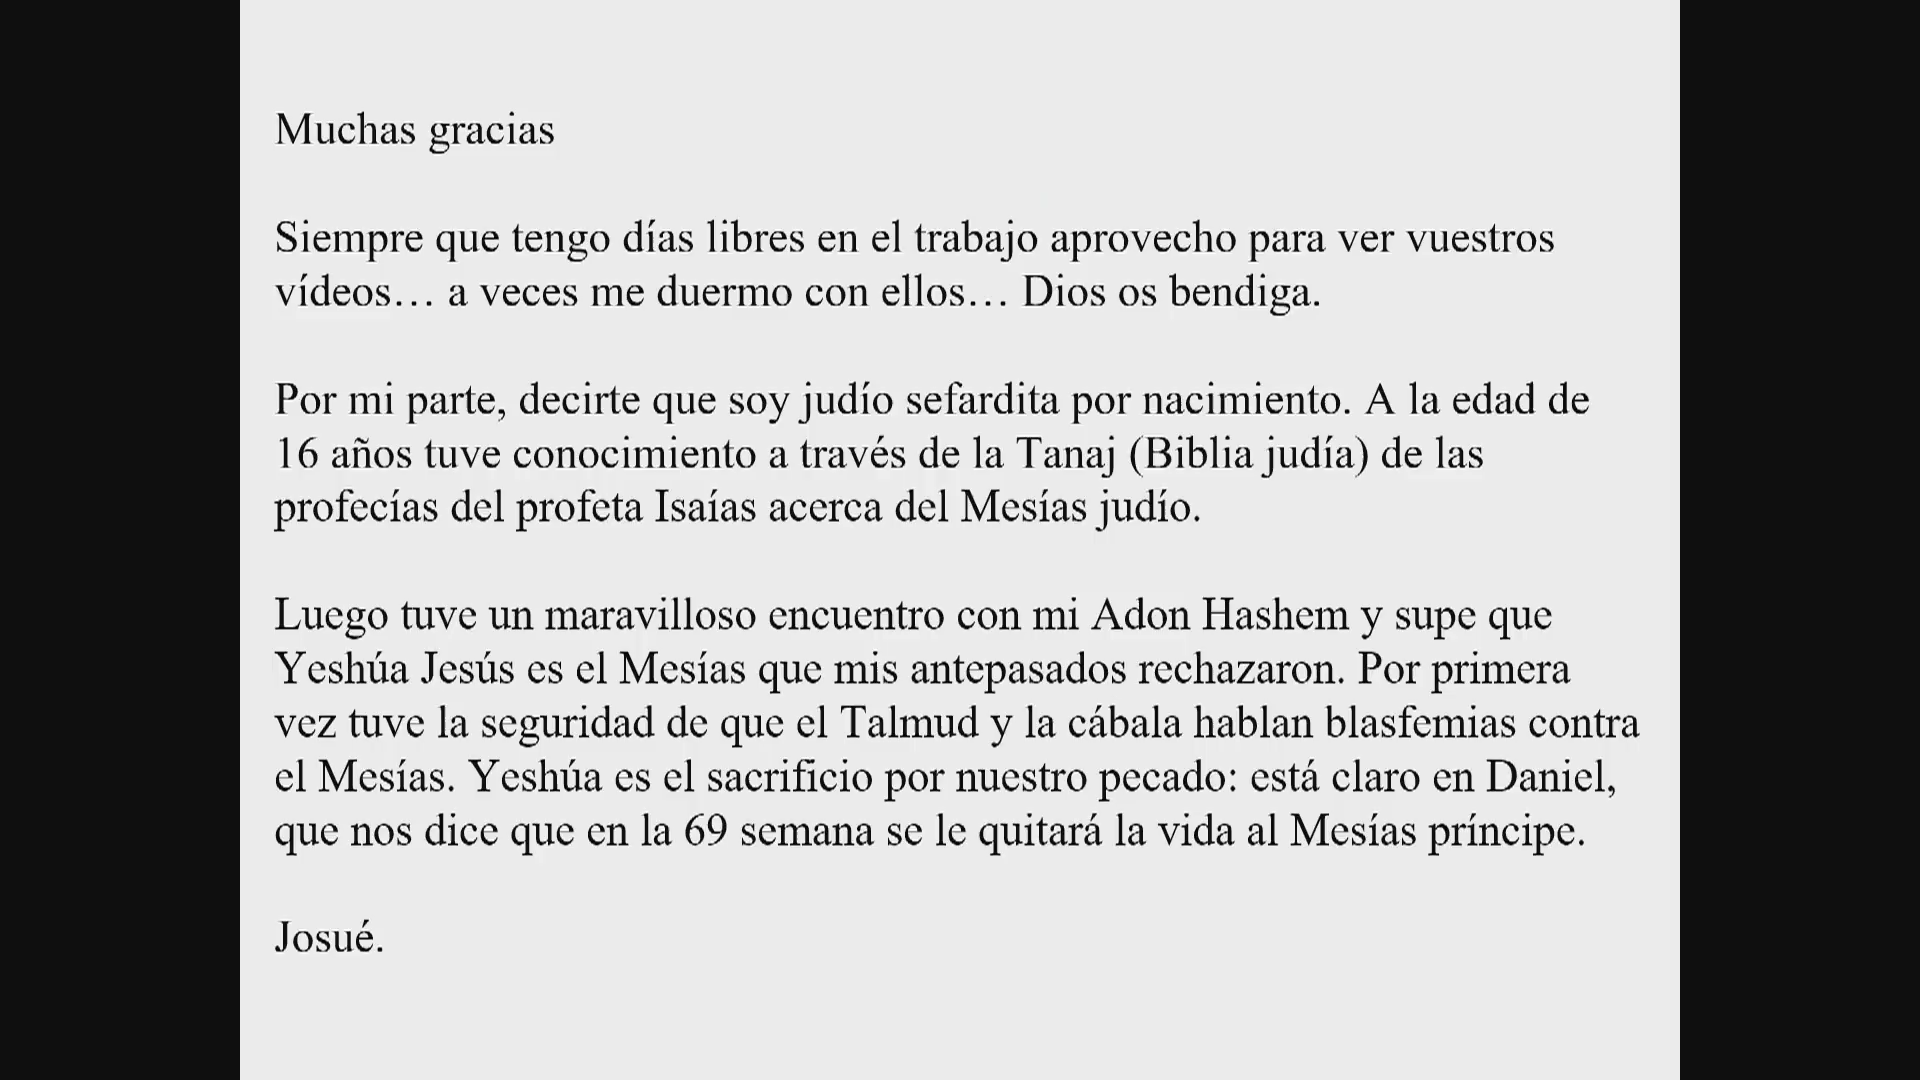 Muchas gracias
Siempre que tengo días libres en el trabajo aprovecho para ver vuestros
vídeos… a veces me duermo con ellos… Dios os bendiga.
Por mi parte, decirte que soy judío sefardita por nacimiento. A la edad de
16 años tuve conocimiento a través de la Tanaj (Biblia judía) de las
profecías del profeta Isaías acerca del Mesías judío.
Luego tuve un maravilloso encuentro con mi Adon Hashem y supe que
Yeshúa Jesús es el Mesías que mis antepasados rechazaron. Por primera
vez tuve la seguridad de que el Talmud y la cábala hablan blasfemias contra
el Mesías. Yeshúa es el sacrificio por nuestro pecado: está claro en Daniel,
que nos dice que en la 69 semana se le quitará la vida al Mesías príncipe.
Josué.